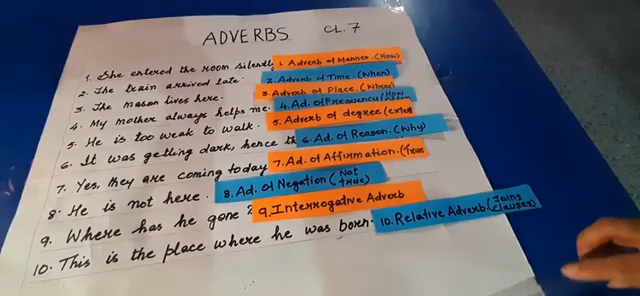 ADVERBS CL.7
1. She entered the room silently 1. Adverb of Manner. (How)
2. The train arrived late. 2. Adverb of Time. (When)
3. The mason lives here. 3. Adverb of Place. (Where)
4. My mother always helps me. 4. Ad. of Frequency (How
5. He is too weak to walk. 5. Adverb of degree (extent
6. It was getting dark, hence th 6. Ad. of Reason. (Why)
7. Yes, they are coming today 7. Ad. of Affirmation. (True
8. He is not here. 8. Ad. of Negation (Not true)
9. Where has he gone? 9. Interrogative Adverb
10. This is the place where he was born. 10. Relative Adverb (Joins clauses)